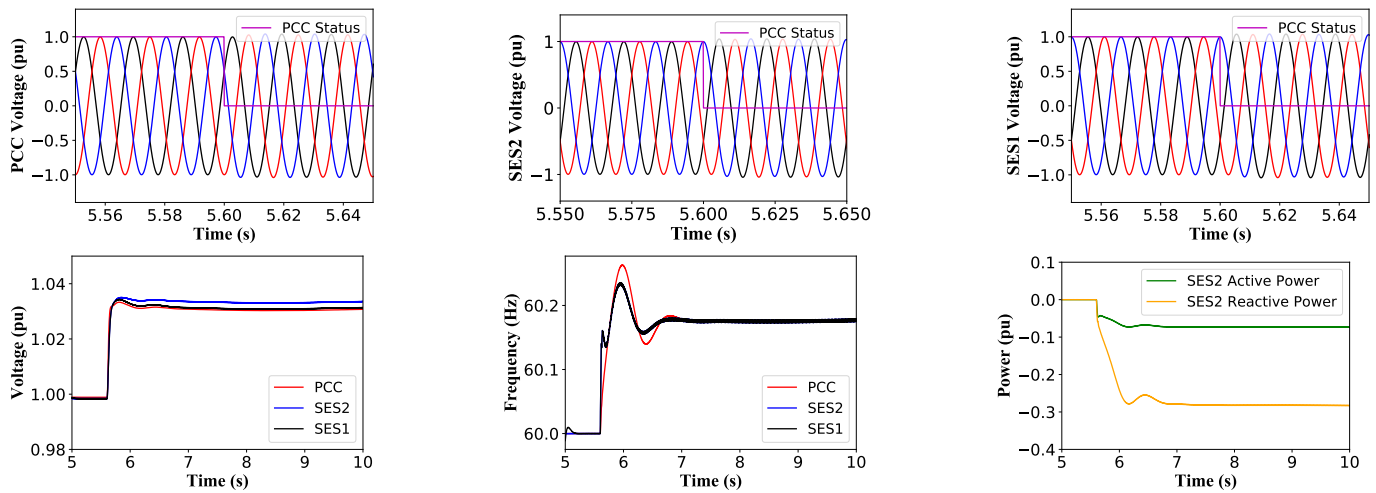 PCC Voltage (pu)
1.0
0.5
0.0
−0.5
−1.0
PCC Status
5.56
5.58
5.60
5.62
5.64
Time (s)
SES2 Voltage (pu)
1
0
−1
PCC Status
5.550
5.575
5.600
5.625
5.650
Time (s)
SES1 Voltage (pu)
1.0
0.5
0.0
−0.5
−1.0
PCC Status
5.56
5.58
5.60
5.62
5.64
Time (s)
Voltage (pu)
1.04
1.02
1.00
0.98
PCC
SES2
SES1
5
6
7
8
9
10
Time (s)
Frequency (Hz)
60.2
60.1
60.0
PCC
SES2
SES1
5
6
7
8
9
10
Time (s)
Power (pu)
0.1
0.0
−0.1
−0.2
−0.3
−0.4
SES2 Active Power
SES2 Reactive Power
5
6
7
8
9
10
Time (s)